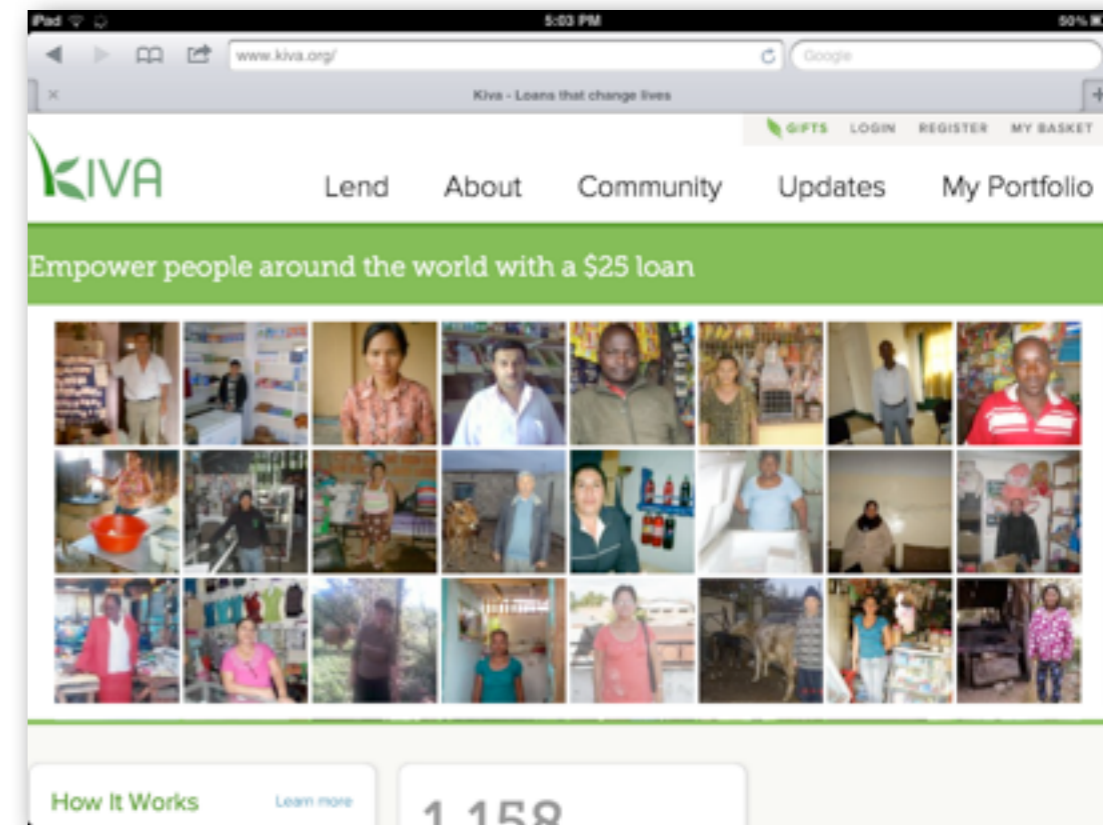 iPad 5:03 PM 50%
www.kiva.org/ Google
Kiva - Loans that change lives
GIFTS LOGIN REGISTER MY BASKET
KIVA
Lend About Community Updates My Portfolio
Empower people around the world with a $25 loan
How It Works Learn more
1,158